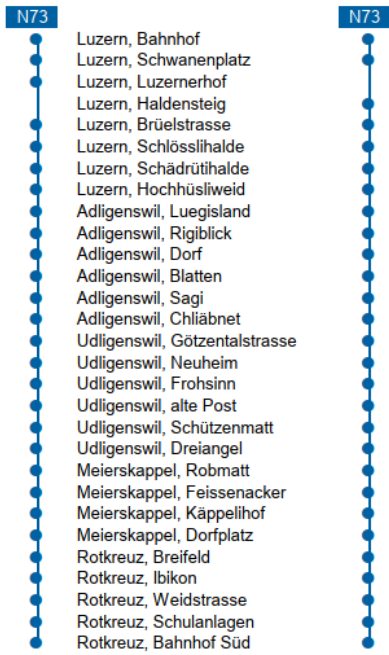 N73 N73
Luzern, Bahnhof
Luzern, Schwanenplatz
Luzern, Luzernerhof
Luzern, Haldensteig
Luzern, Brüelstrasse
Luzern, Schlösslihalde
Luzern, Schädrütihalde
Luzern, Hochhüsliweid
Adligenswil, Luegisland
Adligenswil, Rigiblick
Adligenswil, Dorf
Adligenswil, Blatten
Adligenswil, Sagi
Adligenswil, Chliäbnet
Udligenswil, Götzentalstrasse
Udligenswil, Neuheim
Udligenswil, Frohsinn
Udligenswil, alte Post
Udligenswil, Schützenmatt
Udligenswil, Dreiangel
Meierskappel, Robmatt
Meierskappel, Feissenacker
Meierskappel, Käppelihof
Meierskappel, Dorfplatz
Rotkreuz, Breifeld
Rotkreuz, Ibikon
Rotkreuz, Weidstrasse
Rotkreuz, Schulanlagen
Rotkreuz, Bahnhof Süd